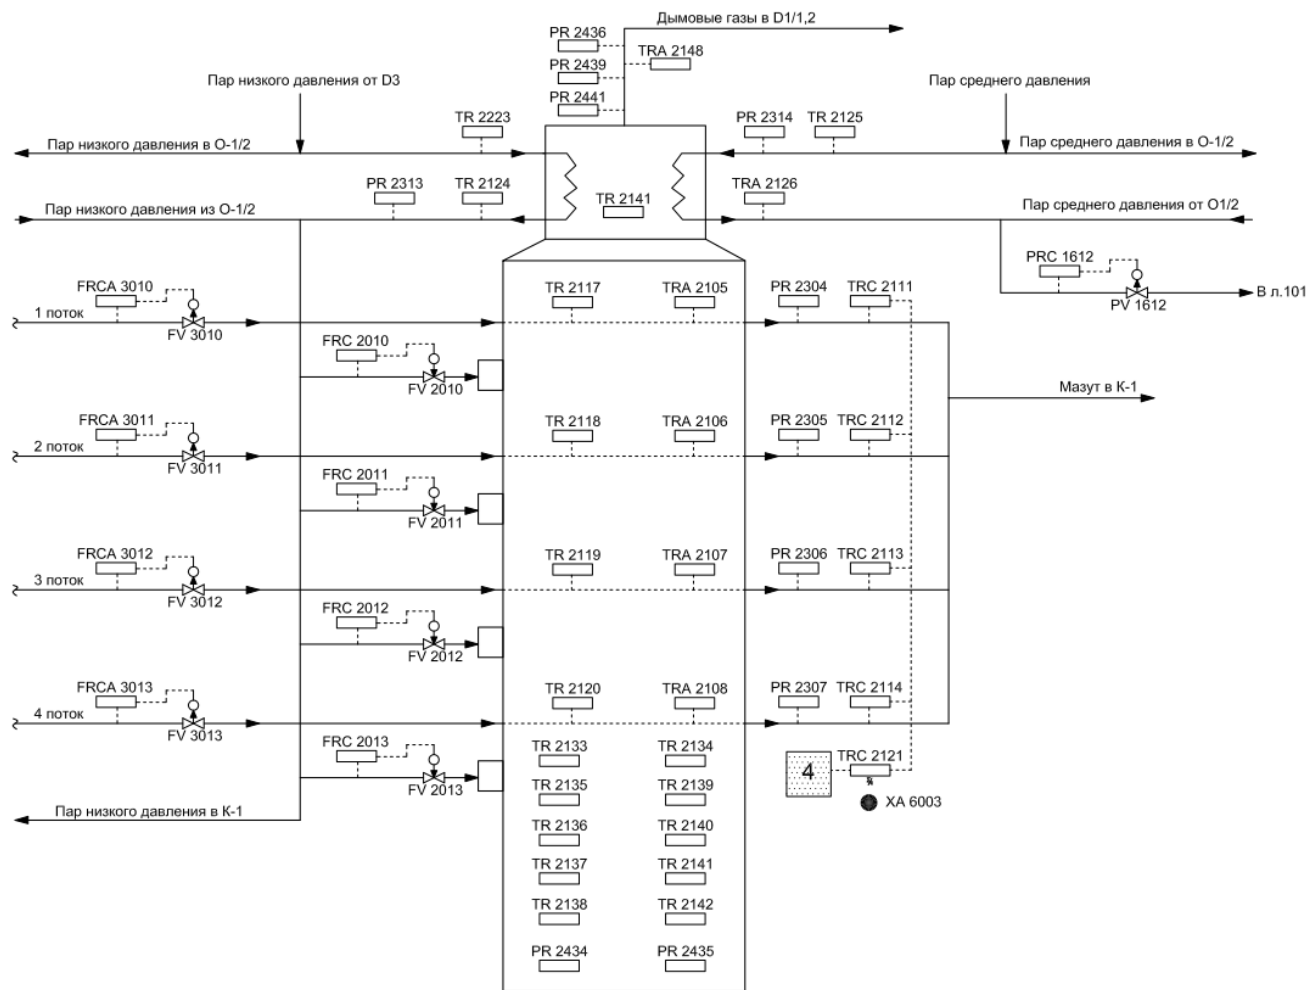 Дымовые газы в D1/1,2
PR 2436
TRA 2148
PR 2439
PR 2441
Пар низкого давления от D3
Пар среднего давления
TR 2223
PR 2314
TR 2125
Пар низкого давления в О-1/2
Пар среднего давления в О-1/2
PR 2313
TR 2124
TR 2141
TRA 2126
Пар низкого давления из О-1/2
Пар среднего давления от О1/2
PRC 1612
PV 1612
В л.101
FRCA 3010
1 поток
FV 3010
TR 2117
TRA 2105
PR 2304
TRC 2111
FRC 2010
FV 2010
Мазут в К-1
FRCA 3011
2 поток
FV 3011
TR 2118
TRA 2106
PR 2305
TRC 2112
FRC 2011
FV 2011
FRCA 3012
3 поток
FV 3012
TR 2119
TRA 2107
PR 2306
TRC 2113
FRC 2012
FV 2012
FRCA 3013
4 поток
FV 3013
TR 2120
TRA 2108
PR 2307
TRC 2114
FRC 2013
FV 2013
TR 2133
TR 2134
4
TRC 2121
XA 6003
TR 2135
TR 2139
Пар низкого давления в К-1
TR 2136
TR 2140
TR 2137
TR 2141
TR 2138
TR 2142
PR 2434
PR 2435